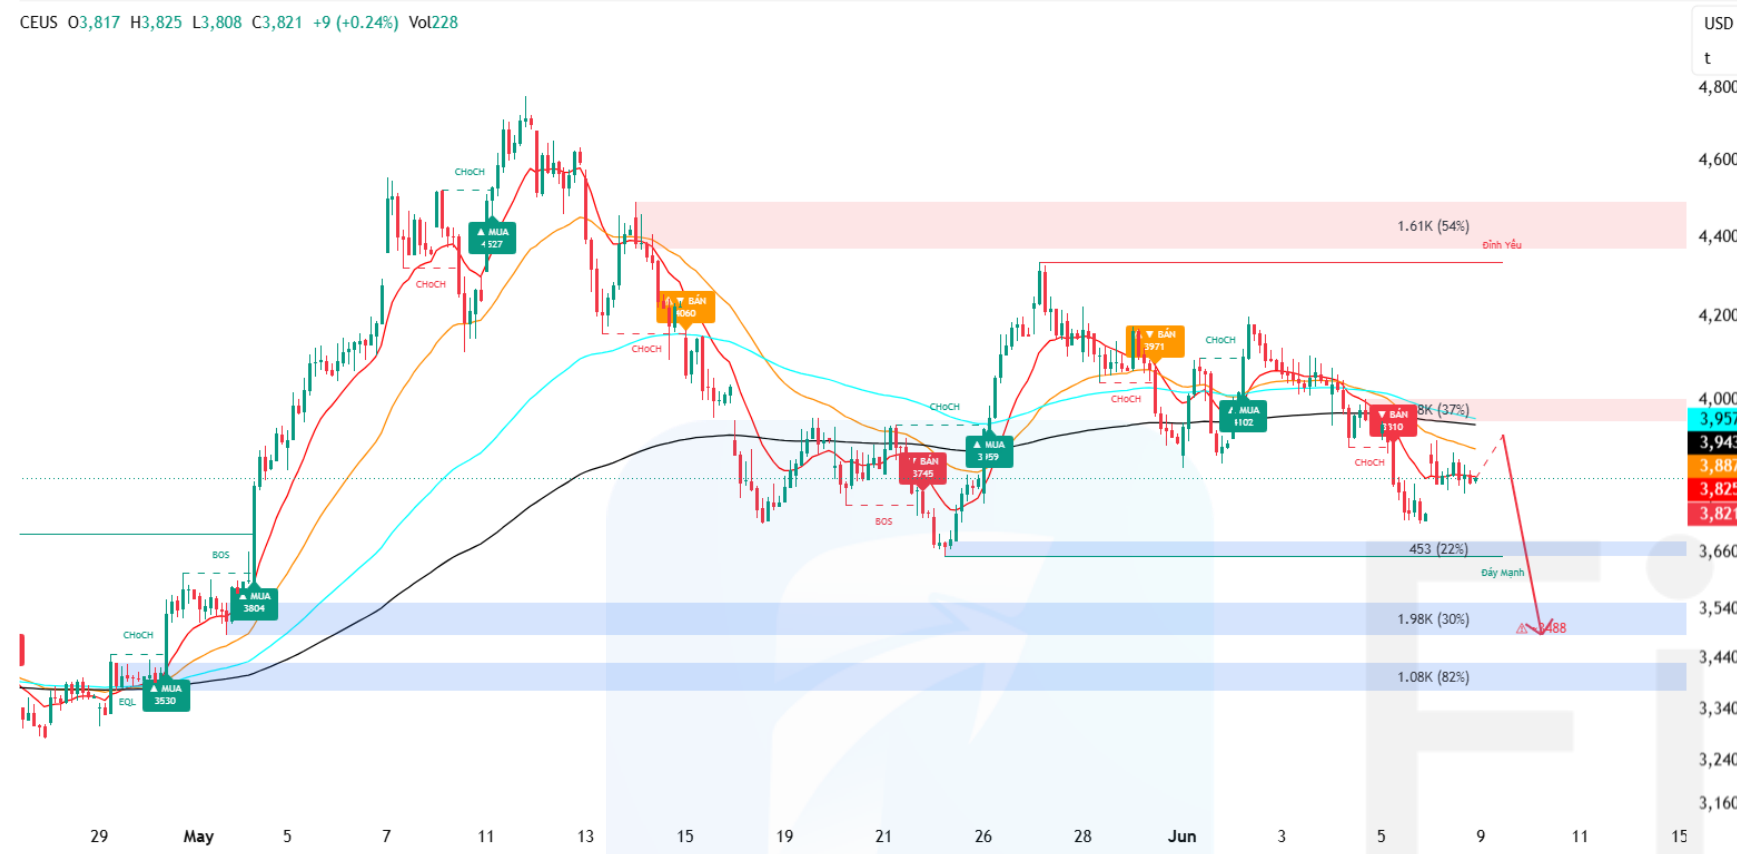 CEUS O3,817 H3,825 L3,808 C3,821 +9 (+0.24%) Vol228
USD
t
4,800
4,600
4,400
4,200
4,000
3,957
3,943
3,887
3,825
3,821
3,660
3,540
3,440
3,340
3,240
3,160
CHoCH
▲ MUA
4527
CHoCH
1.61K (54%)
Đỉnh Yếu
▼ BÁN
4060
CHoCH
▼ BÁN
3971
CHoCH
CHoCH
▲ MUA
4102
8K (37%)
▼ BÁN
CHoCH
CHoCH
▲ MUA
3959
BÁN
3745
BOS
453 (22%)
Đáy Mạnh
BOS
▲ MUA
3804
1.98K (30%)
3488
CHoCH
1.08K (82%)
EQL
▲ MUA
3530
Fi
29 May 5 7 11 13 15 19 21 26 28 Jun 3 5 9 11 15